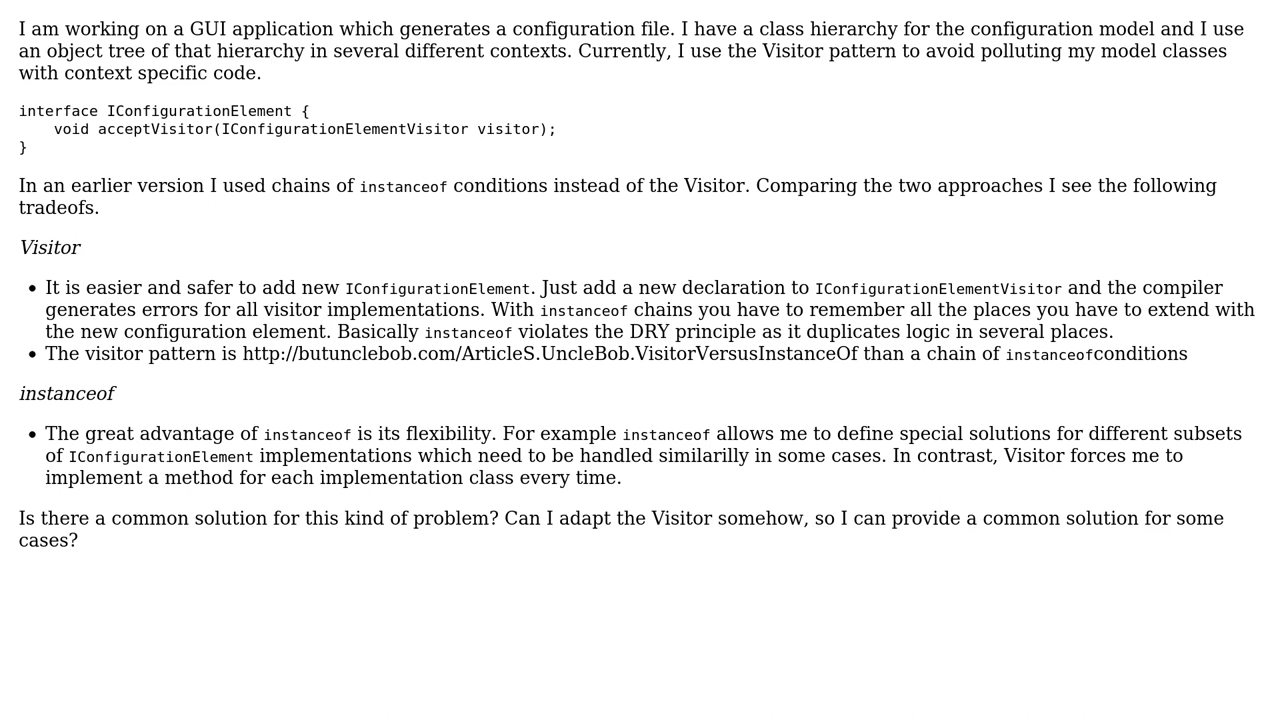 I am working on a GUI application which generates a configuration file. I have a class hierarchy for the configuration model and I use
an object tree of that hierarchy in several different contexts. Currently, I use the Visitor pattern to avoid polluting my model classes
with context specific code.
interface IConfigurationElement {
    void acceptVisitor(IConfigurationElementVisitor visitor);
}
In an earlier version I used chains of instanceof conditions instead of the Visitor. Comparing the two approaches I see the following
tradeofs.
Visitor
• It is easier and safer to add new IConfigurationElement. Just add a new declaration to IConfigurationElementVisitor and the compiler
generates errors for all visitor implementations. With instanceof chains you have to remember all the places you have to extend with
the new configuration element. Basically instanceof violates the DRY principle as it duplicates logic in several places.
• The visitor pattern is http://butunclebob.com/ArticleS.UncleBob.VisitorVersusInstanceOf than a chain of instanceofconditions
instanceof
• The great advantage of instanceof is its flexibility. For example instanceof allows me to define special solutions for different subsets
of IConfigurationElement implementations which need to be handled similarilly in some cases. In contrast, Visitor forces me to
implement a method for each implementation class every time.
Is there a common solution for this kind of problem? Can I adapt the Visitor somehow, so I can provide a common solution for some
cases?